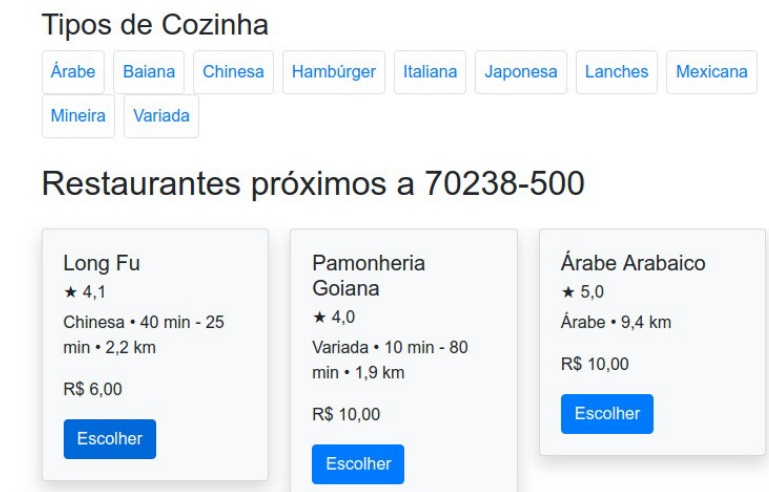 Tipos de Cozinha
Árabe Baiana Chinesa Hambúrger Italiana Japonesa Lanches Mexicana
Mineira Variada
Restaurantes próximos a 70238-500
Long Fu
★ 4,1
Chinesa • 40 min - 25
min • 2,2 km
R$ 6,00
Escolher
Pamonheria
Goiana
★ 4,0
Variada • 10 min - 80
min • 1,9 km
R$ 10,00
Escolher
Árabe Arabaico
★ 5,0
Árabe • 9,4 km
R$ 10,00
Escolher